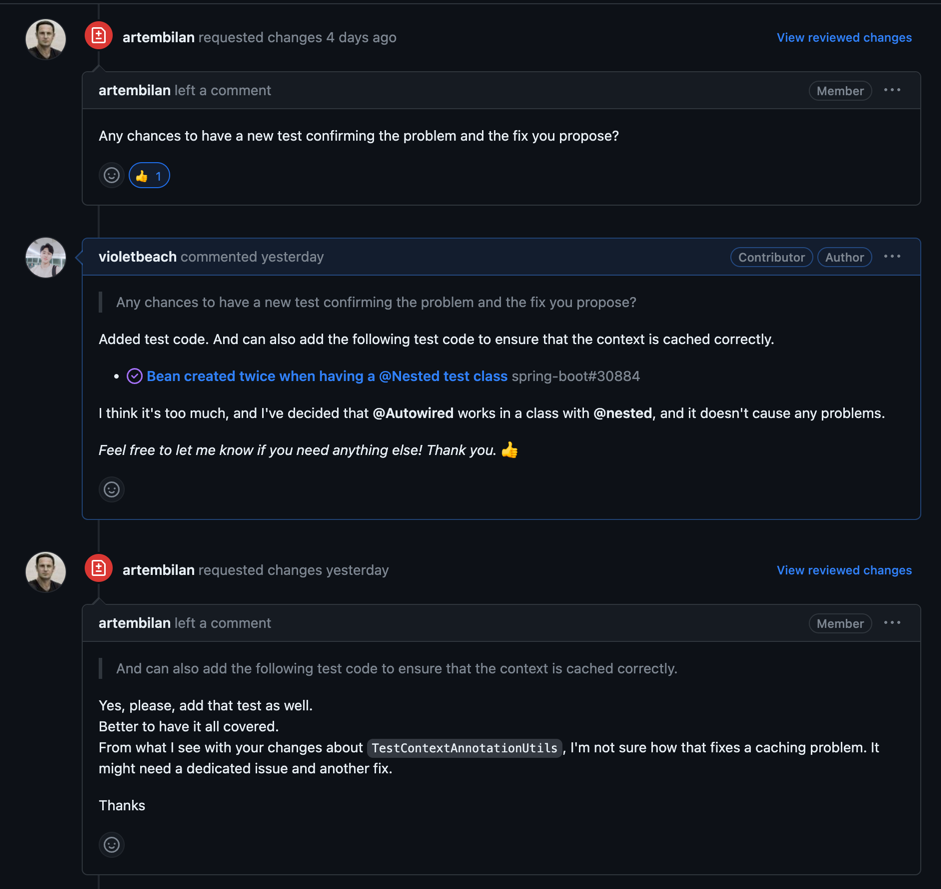 artembilan requested changes 4 days ago
View reviewed changes
artembilan left a comment
Member
Any chances to have a new test confirming the problem and the fix you propose?
👍 1
violetbeach commented yesterday
Contributor
Author
Any chances to have a new test confirming the problem and the fix you propose?
Added test code. And can also add the following test code to ensure that the context is cached correctly.
• Bean created twice when having a @Nested test class spring-boot#30884
I think it's too much, and I've decided that @Autowired works in a class with @nested, and it doesn't cause any problems.
Feel free to let me know if you need anything else! Thank you. 👍
artembilan requested changes yesterday
View reviewed changes
artembilan left a comment
Member
And can also add the following test code to ensure that the context is cached correctly.
Yes, please, add that test as well.
Better to have it all covered.
From what I see with your changes about TestContextAnnotationUtils, I'm not sure how that fixes a caching problem. It
might need a dedicated issue and another fix.
Thanks